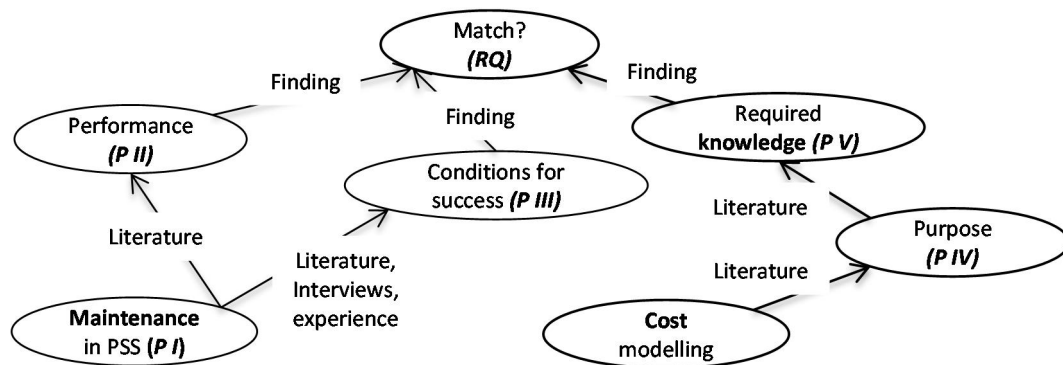 Match?
(RQ)
Finding
Finding
Finding
Performance
(P II)
Required
knowledge (P V)
Conditions for
success (P III)
Literature
Literature
Purpose
(P IV)
Literature,
Interviews,
experience
Literature
Maintenance
in PSS (P I)
Cost
modelling